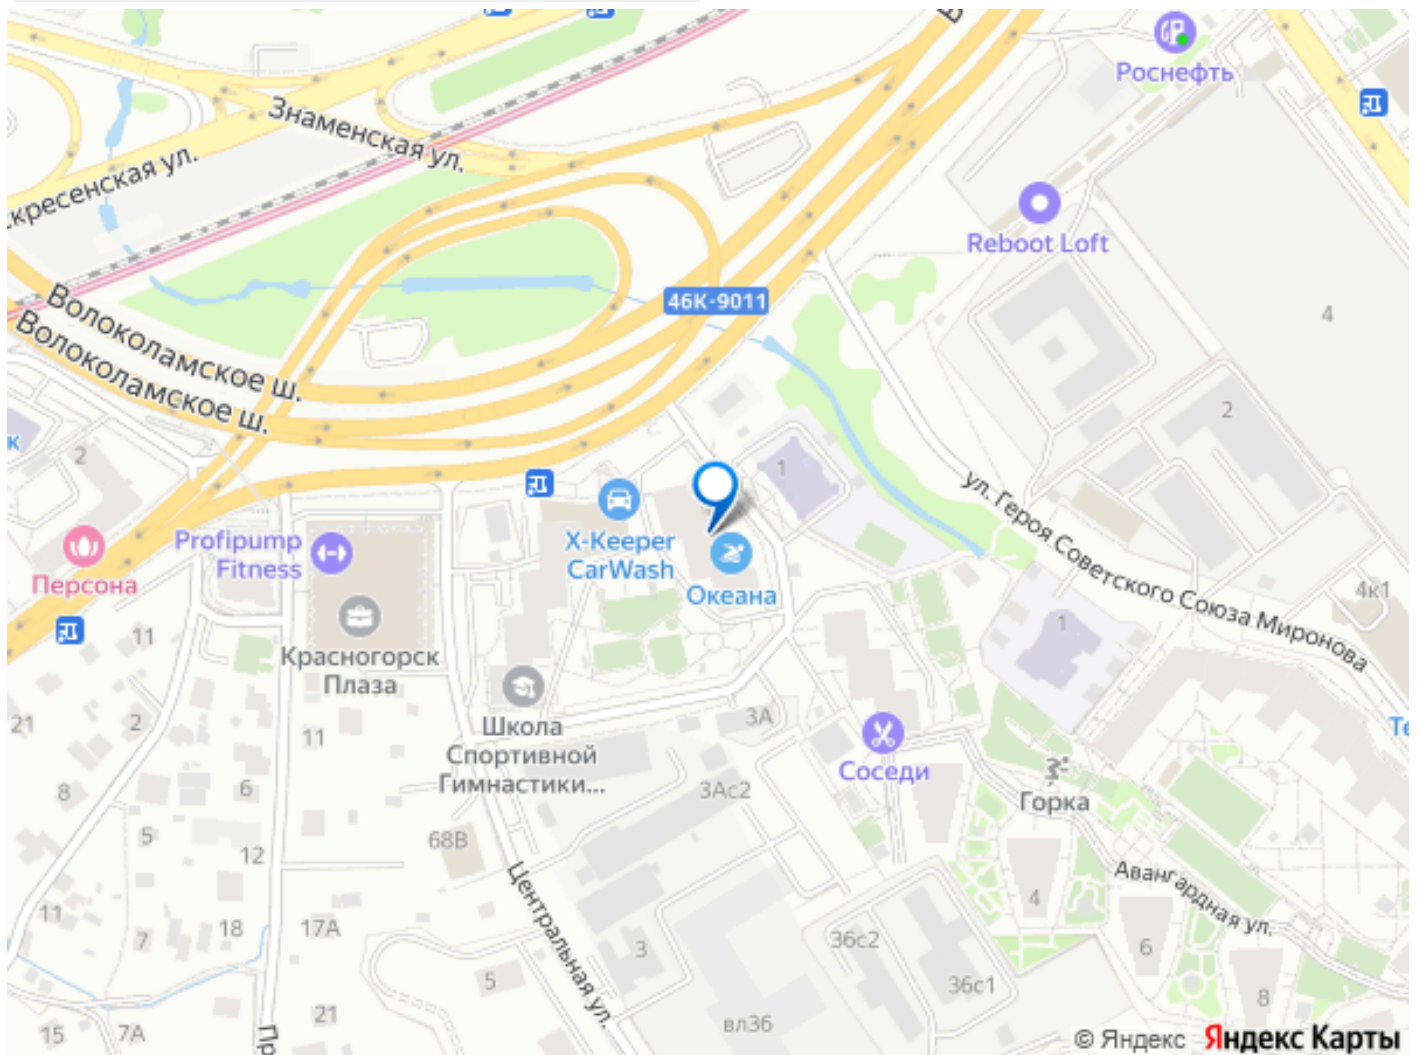 Роснефть
Знаменская ул.
скресенская ул.
Reboot Loft
46К-9011
4
Волоколамское ш.
Волоколамское ш.
2
к
2
1
ул. Героя Советского Союза Миронова
X-Keeper
CarWash
Океана
Profipump
Fitness
Персона
Красногорск
Плаза
4к1
1
11
21
2
11
Школа
Спортивной
Гимнастики...
3А
Соседи
Те
8
6
3Ас2
Горка
5
12
68В
Центральная ул.
Авангардная ул.
4
11
7
18
17А
3
36с2
6
5
36с1
8
15
7А
21
Пр
вл36
© Яндекс Яндекс Карты